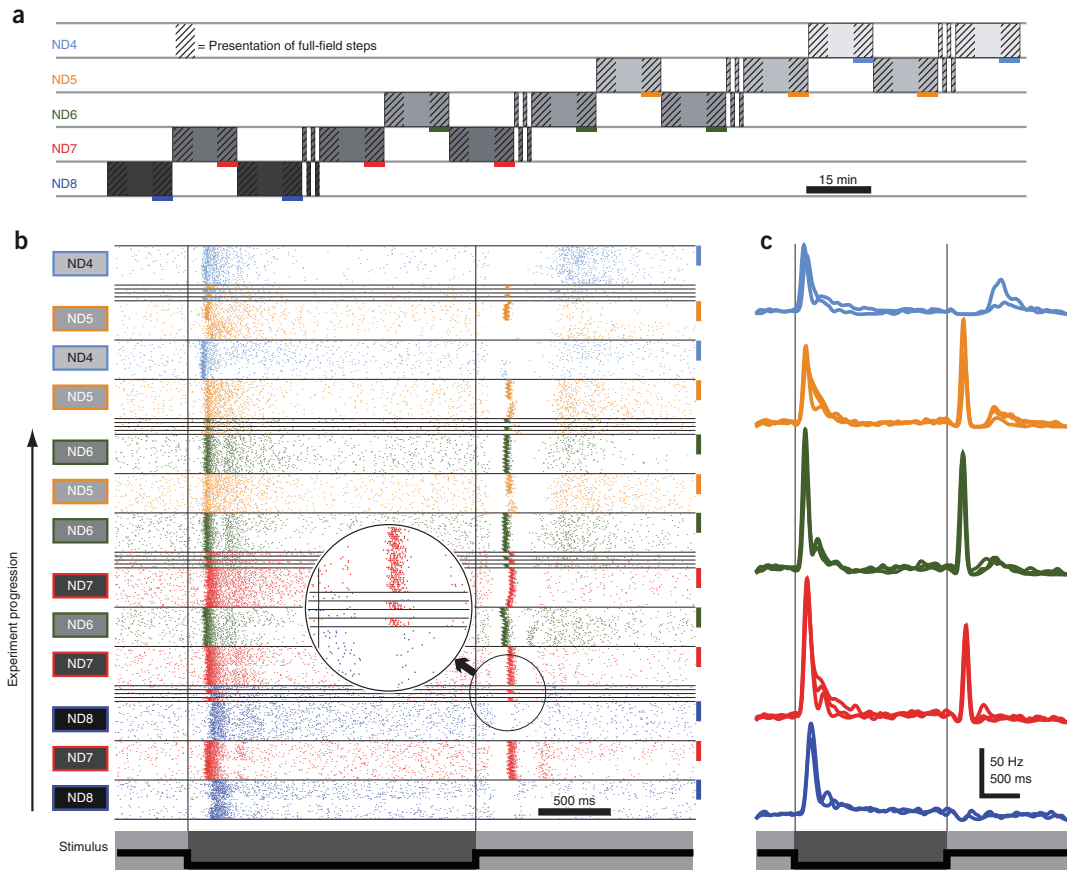 a
ND4
= Presentation of full-field steps
ND5
ND6
ND7
ND8
15 min
b
ND4
ND5
ND4
ND5
ND6
ND5
ND6
ND7
ND6
ND7
ND8
ND7
ND8
Experiment progression
500 ms
Stimulus
c
50 Hz
500 ms